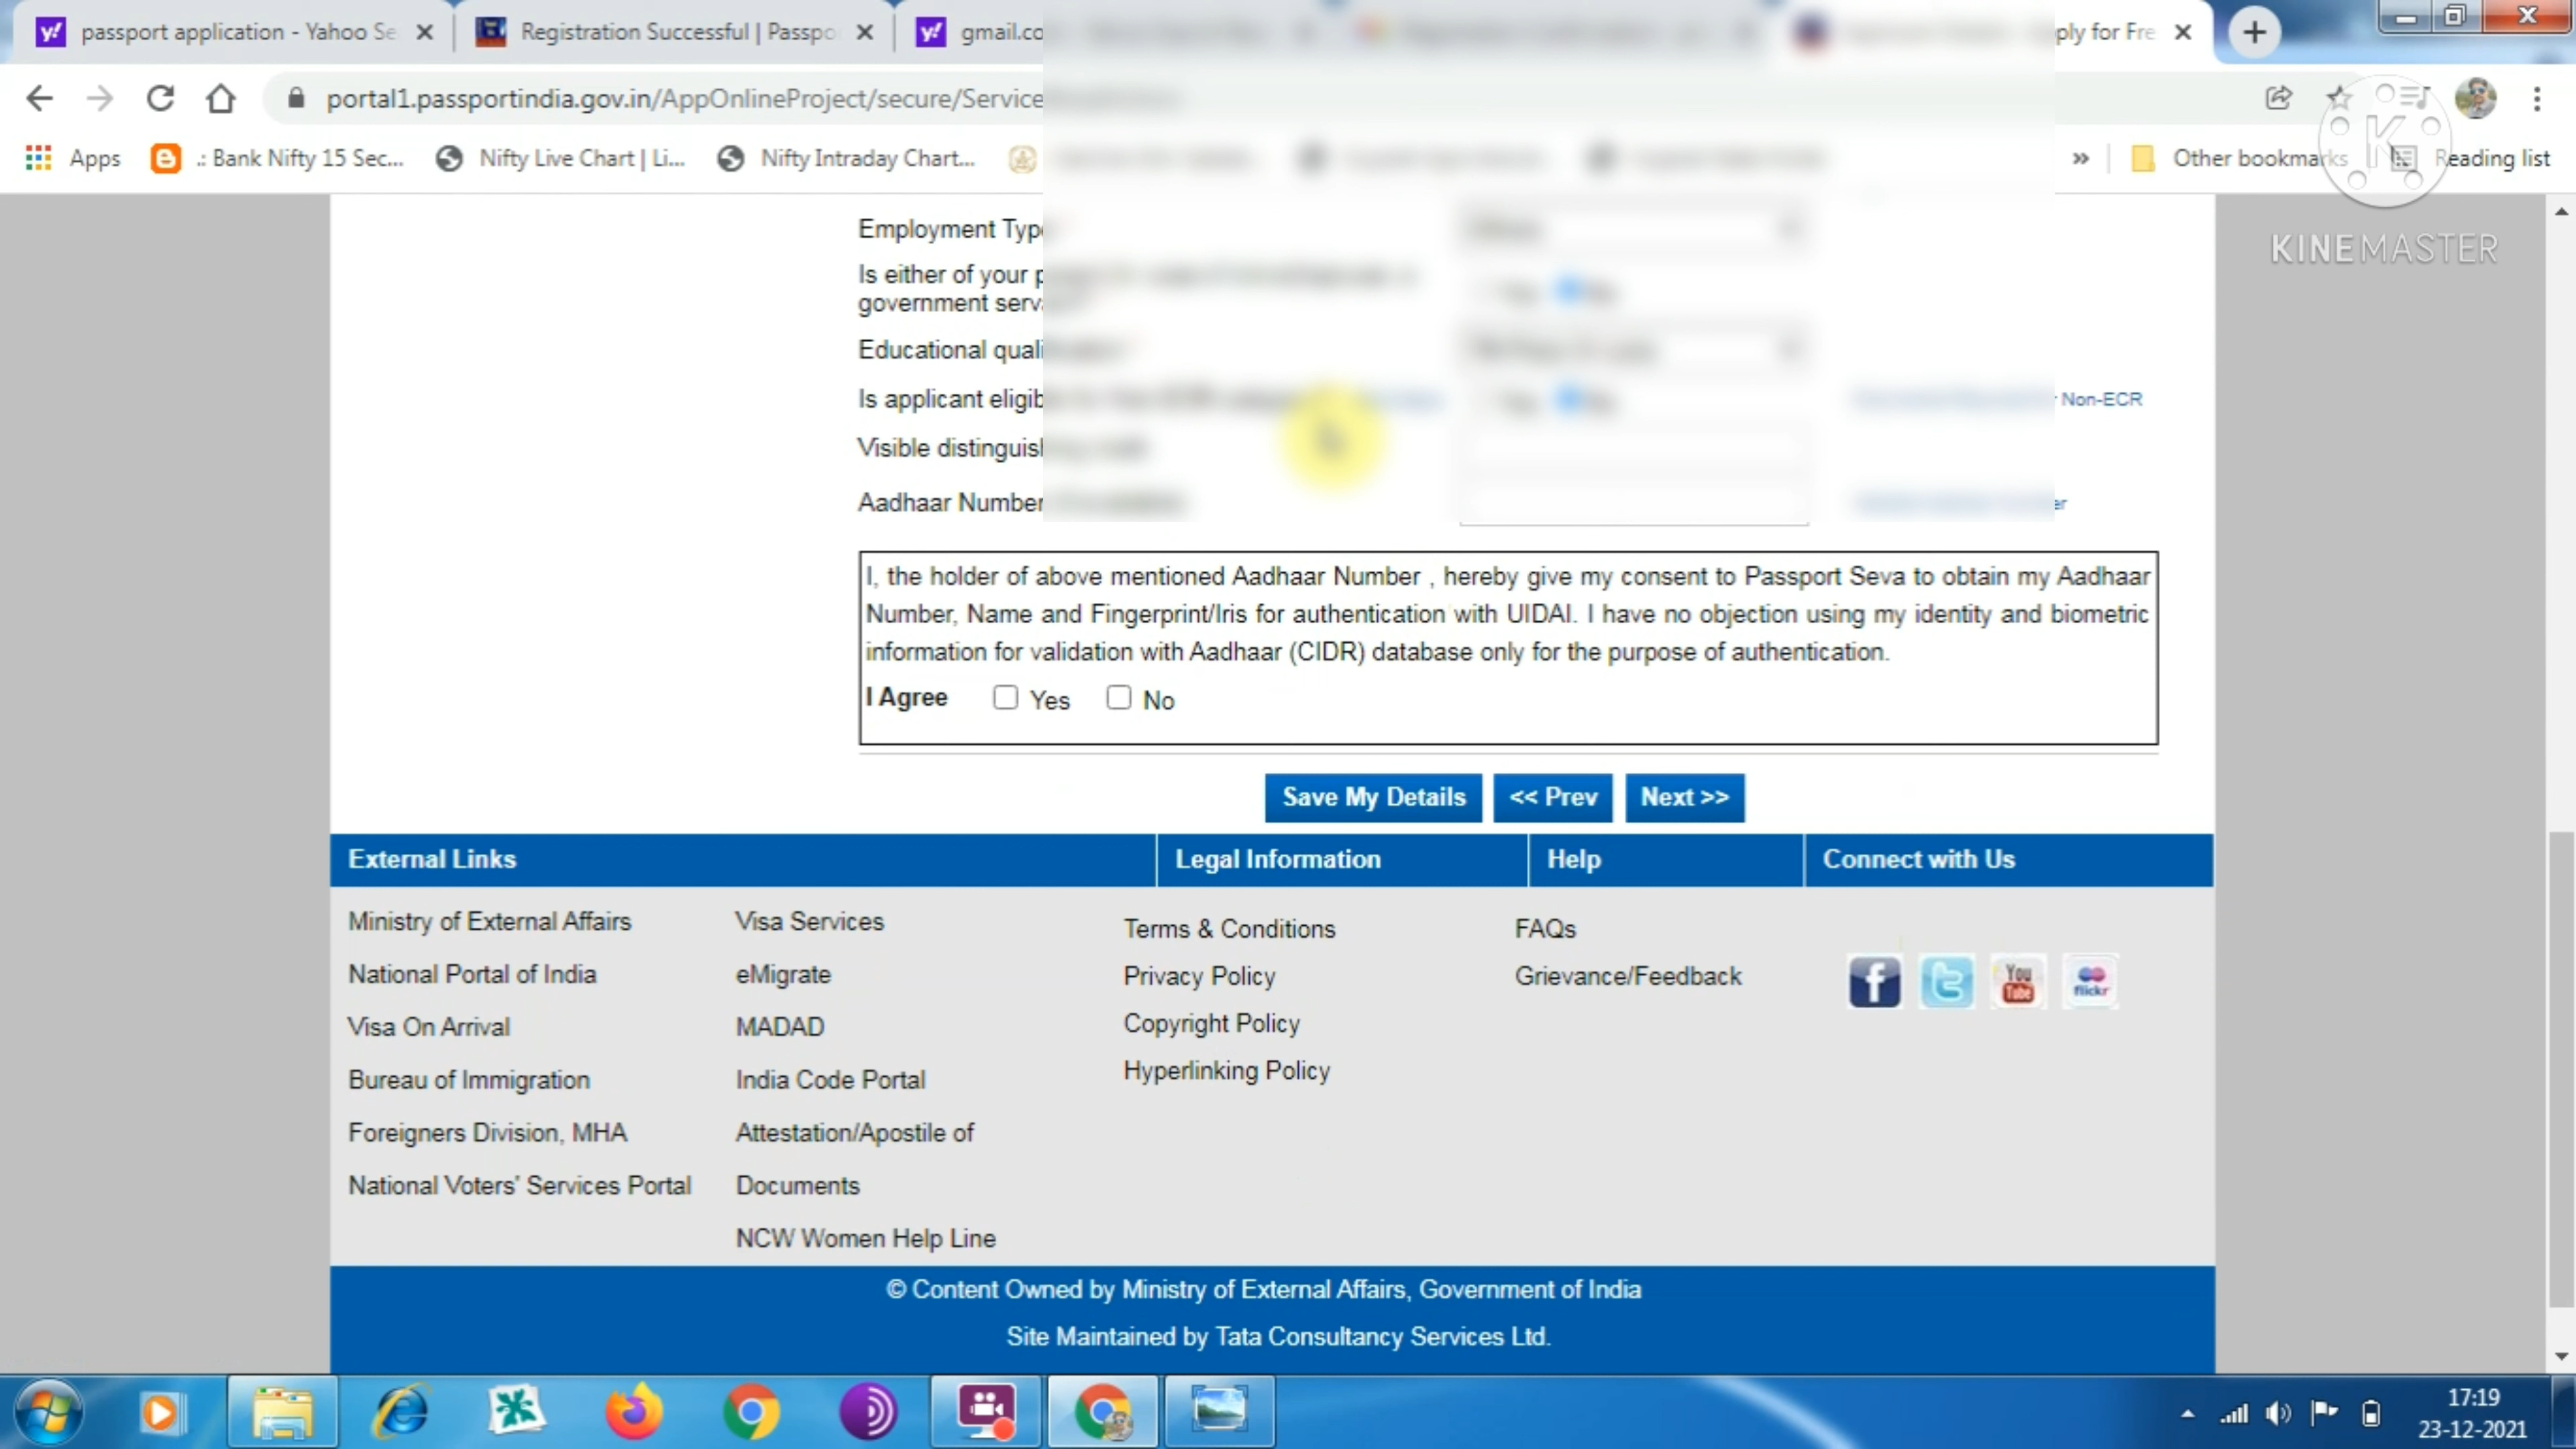 passport application - Yahoo Se
Registration Successful | Passpo
gmail.co
ply for Fre
portal1.passportindia.gov.in/AppOnlineProject/secure/Service
Apps
.: Bank Nifty 15 Sec...
Nifty Live Chart | Li...
Nifty Intraday Chart...
»
Other bookmarks
Reading list
K
KINEMASTER
Employment Type
Is either of your p
government serv
Educational quali
Is applicant eligib
Non-ECR
Visible distinguish
Aadhaar Number
er
I, the holder of above mentioned Aadhaar Number , hereby give my consent to Passport Seva to obtain my Aadhaar
Number, Name and Fingerprint/Iris for authentication with UIDAI. I have no objection using my identity and biometric
information for validation with Aadhaar (CIDR) database only for the purpose of authentication.
I Agree Yes No
Save My Details << Prev Next >>
External Links Legal Information Help Connect with Us
Ministry of External Affairs
National Portal of India
Visa On Arrival
Bureau of Immigration
Foreigners Division, MHA
National Voters' Services Portal
Visa Services
eMigrate
MADAD
India Code Portal
Attestation/Apostile of
Documents
NCW Women Help Line
Terms & Conditions
Privacy Policy
Copyright Policy
Hyperlinking Policy
FAQs
Grievance/Feedback
f
t
You
Tube
flickr
© Content Owned by Ministry of External Affairs, Government of India
Site Maintained by Tata Consultancy Services Ltd.
17:19
23-12-2021